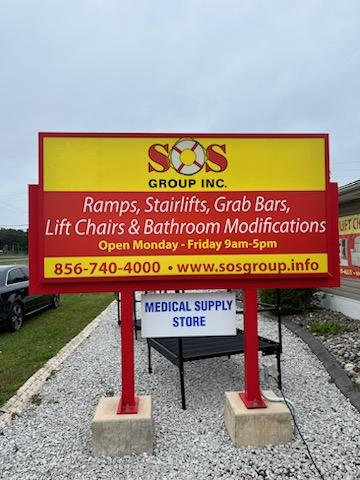 SOS
GROUP INC.
Ramps, Stairlifts, Grab Bars,
Lift Chairs & Bathroom Modifications
Open Monday - Friday 9am-5pm
856-740-4000 • www.sosgroup.info
MEDICAL SUPPLY
STORE
LIFT C